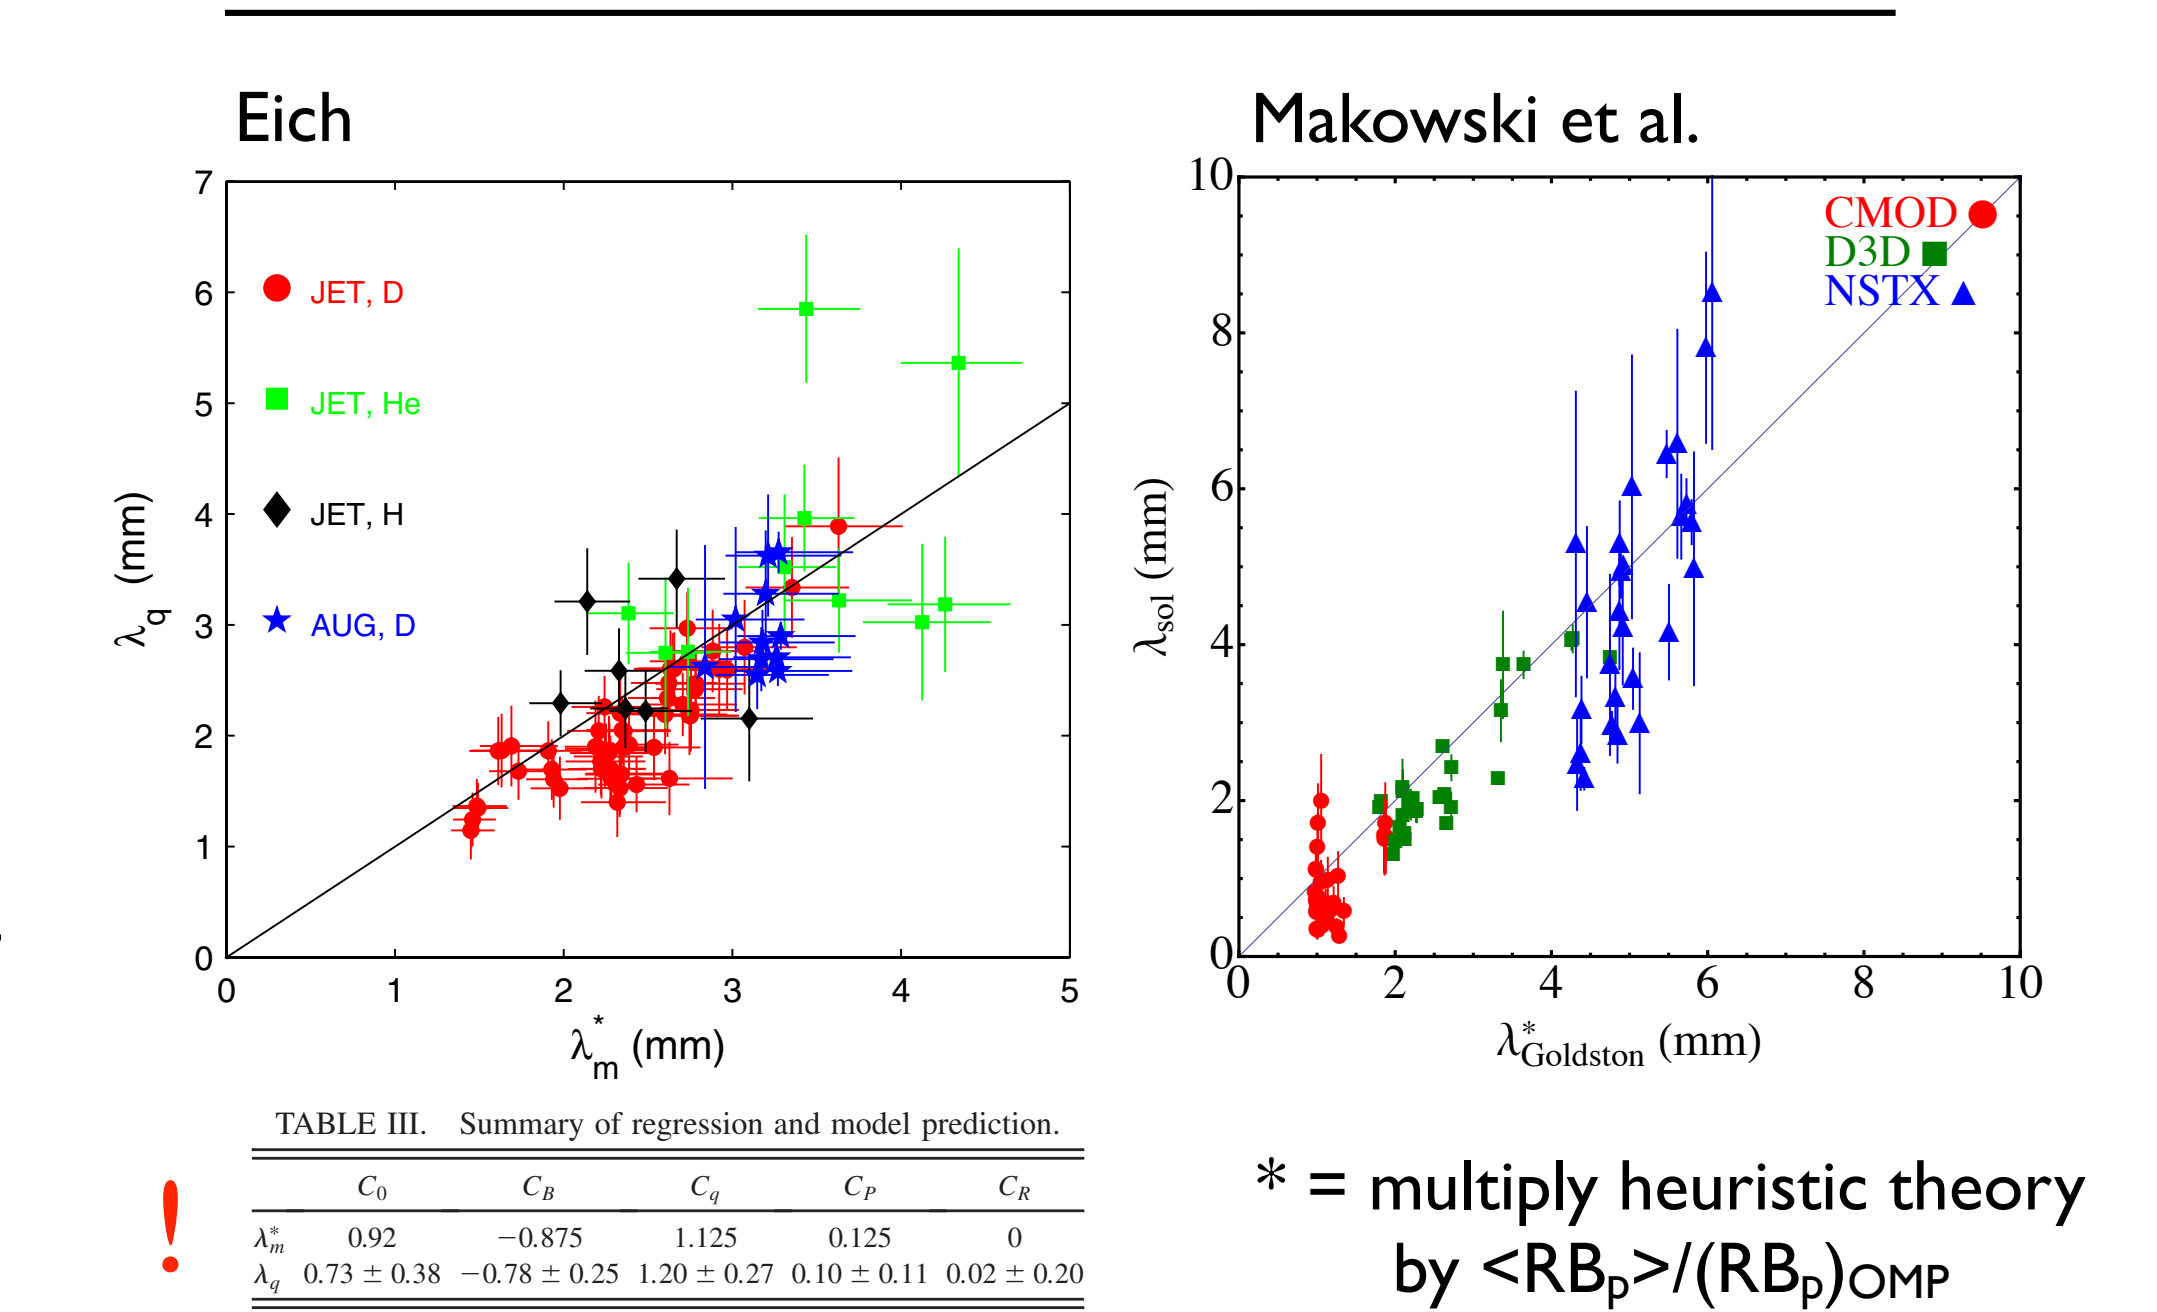 Eich
7
6
5
4
3
2
1
0
λq (mm)
JET, D
JET, He
JET, H
AUG, D
0 1 2 3 4 5
λ*m (mm)
Makowski et al.
10
8
6
4
2
0
λsol (mm)
CMOD
D3D
NSTX
0 2 4 6 8 10
λ*Goldston (mm)
TABLE III. Summary of regression and model prediction.
C0 CB Cq CP CR
λ*m 0.92 −0.875 1.125 0.125 0
λq 0.73 ± 0.38 −0.78 ± 0.25 1.20 ± 0.27 0.10 ± 0.11 0.02 ± 0.20
!
* = multiply heuristic theory
by <RBp>/(RBp)OMP